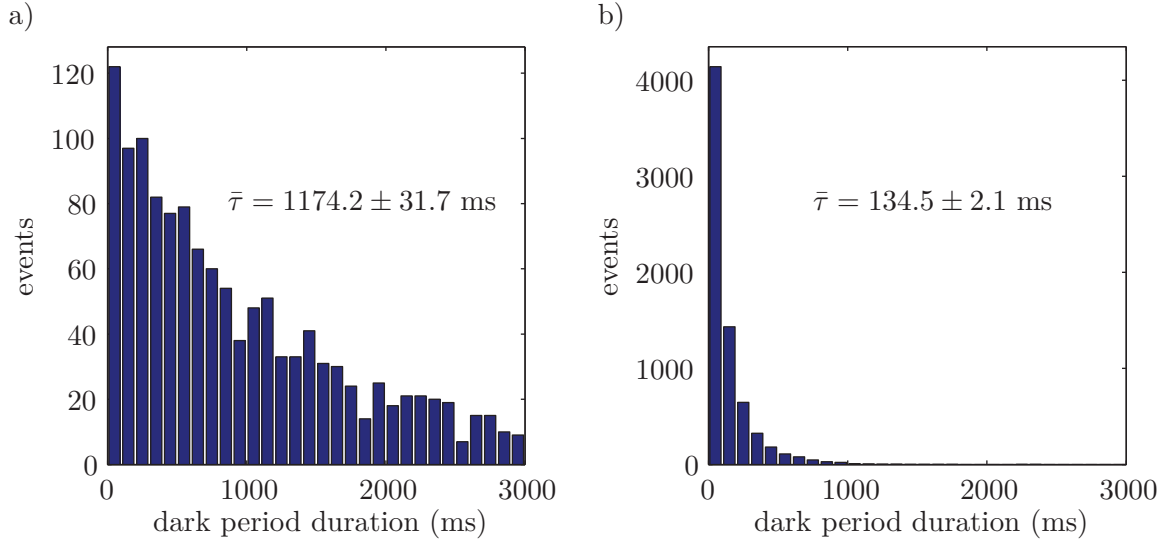 a)
120
100
80
60
40
20
0
events
τ̄ = 1174.2 ± 31.7 ms
0 1000 2000 3000
dark period duration (ms)
b)
4000
3000
2000
1000
0
events
τ̄ = 134.5 ± 2.1 ms
0 1000 2000 3000
dark period duration (ms)